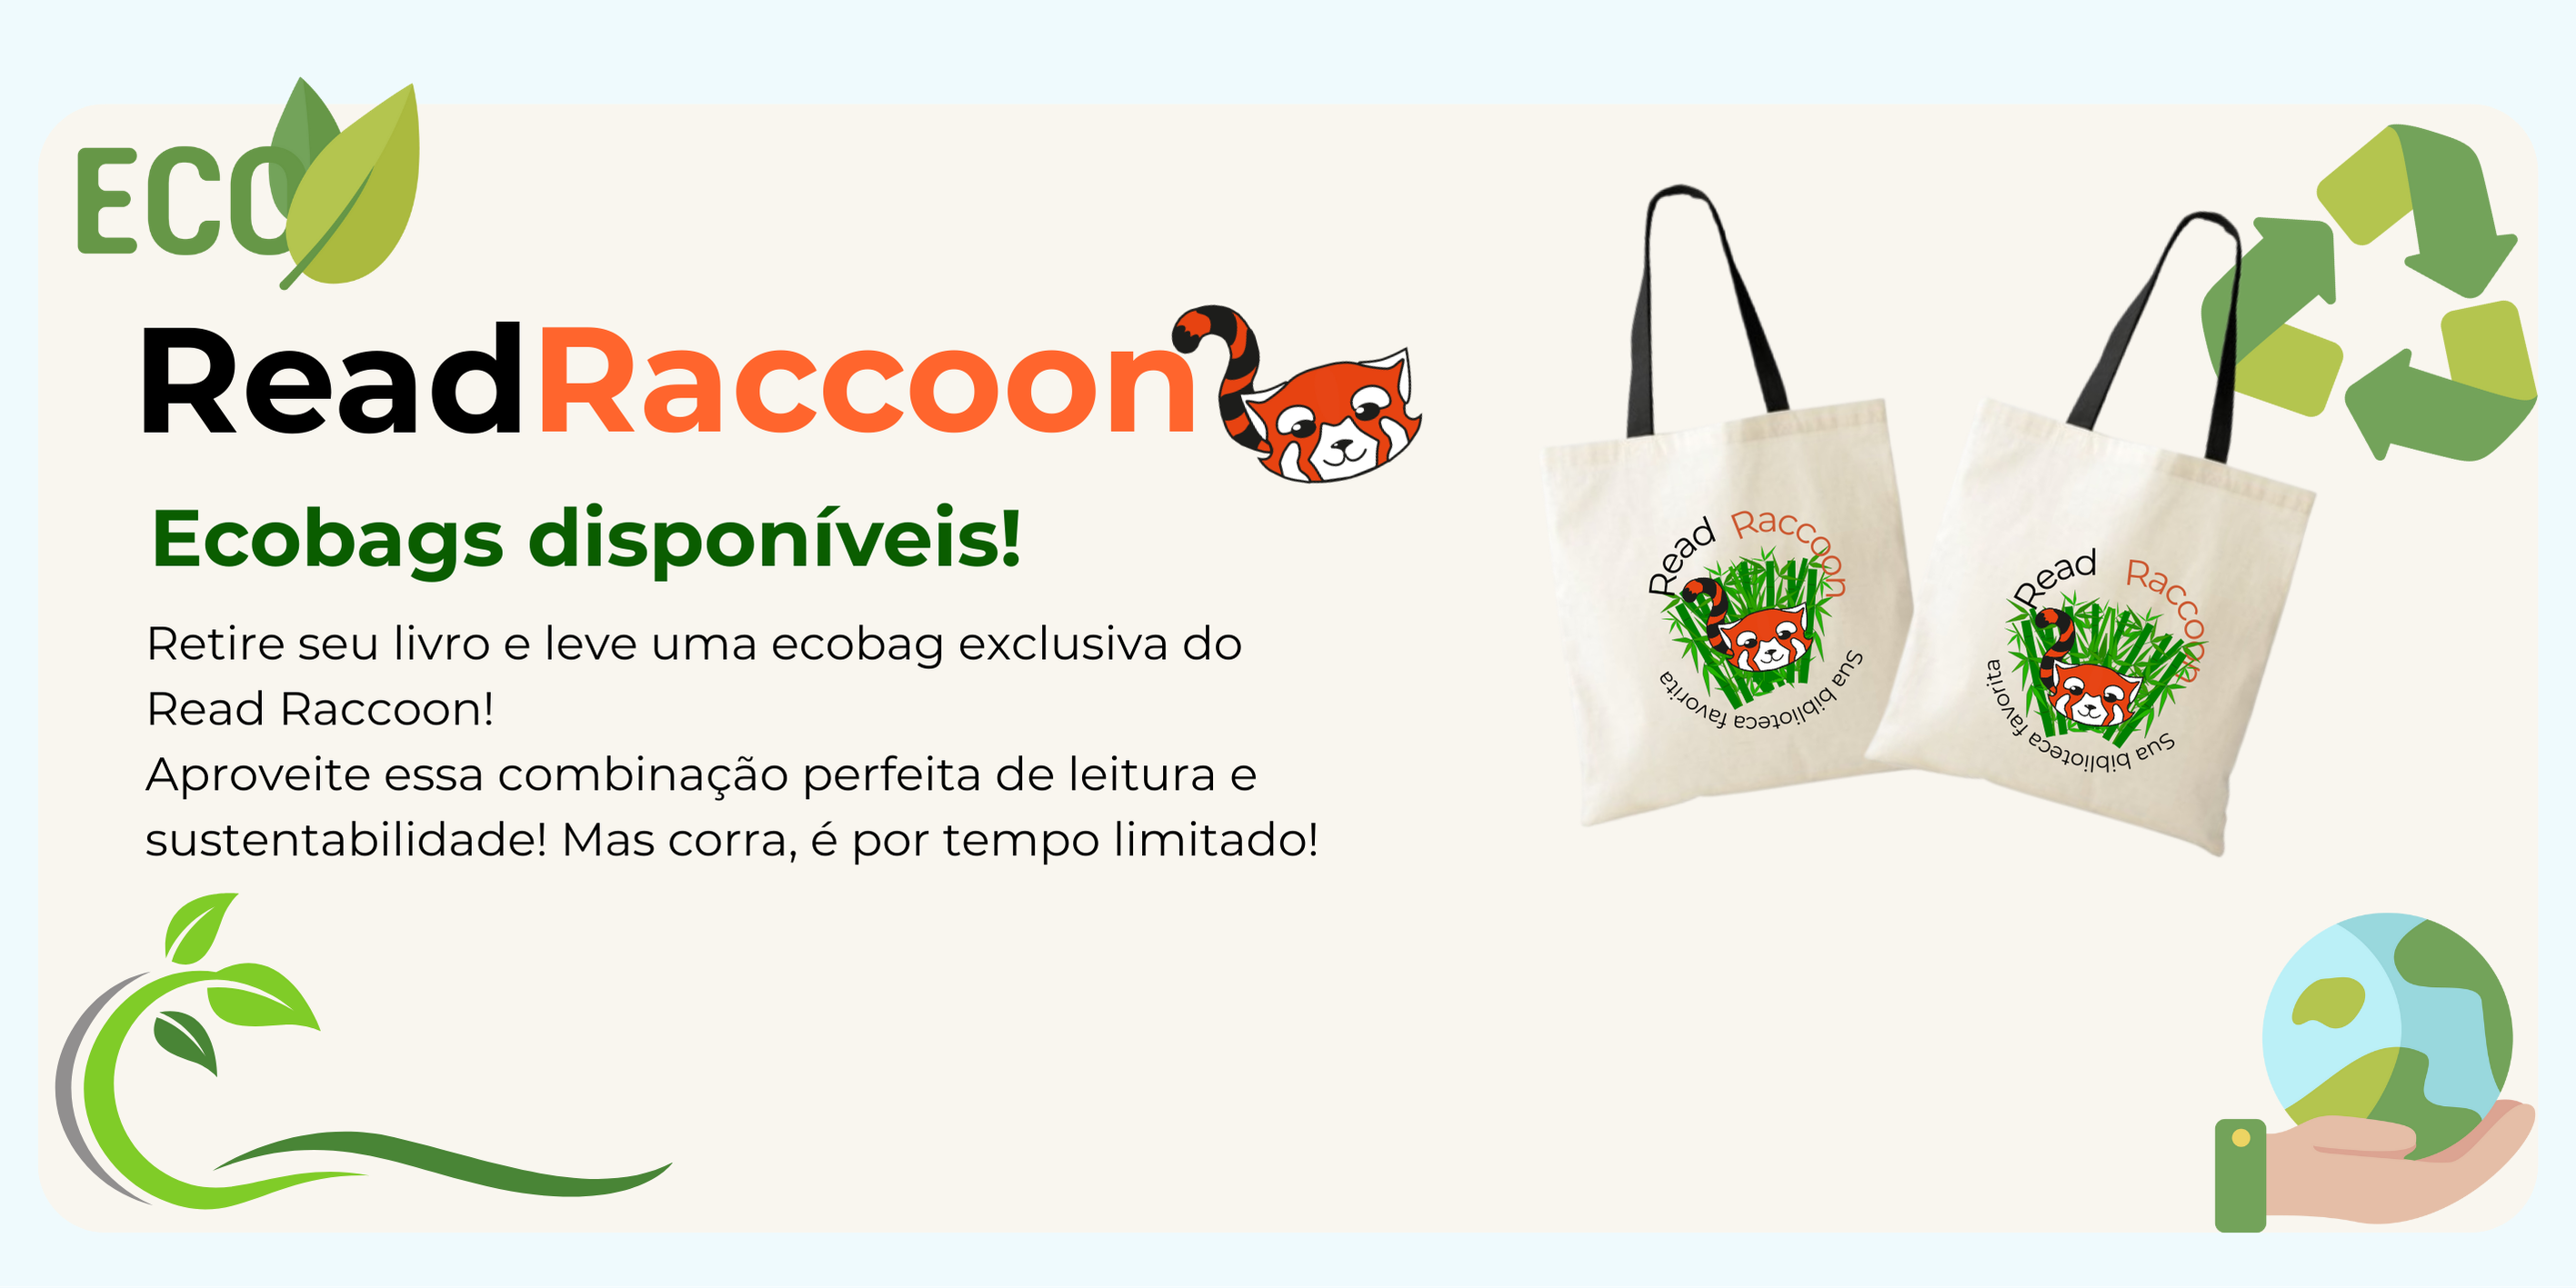 ECO
ReadRaccoon
Ecobags disponíveis!
Retire seu livro e leve uma ecobag exclusiva do
Read Raccoon!
Aproveite essa combinação perfeita de leitura e
sustentabilidade! Mas corra, é por tempo limitado!
Read Raccoon
Sua biblioteca favorita
Read Raccoon
Sua biblioteca favorita